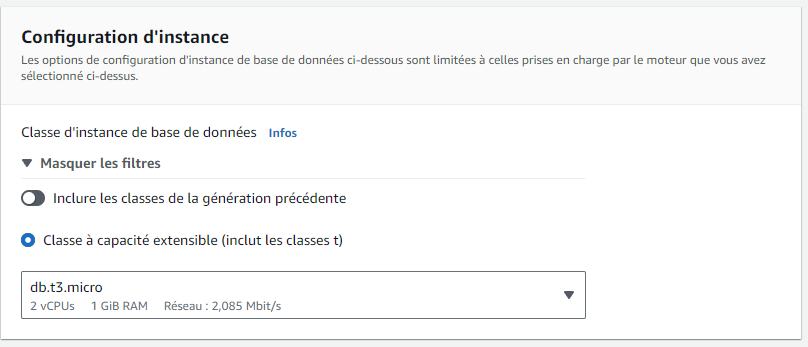 Configuration d'instance
Les options de configuration d'instance de base de données ci-dessous sont limitées à celles prises en charge par le moteur que vous avez
sélectionné ci-dessus.
Classe d'instance de base de données Infos
Masquer les filtres
Inclure les classes de la génération précédente
Classe à capacité extensible (inclut les classes t)
db.t3.micro
2 vCPUs 1 GiB RAM Réseau : 2,085 Mbit/s